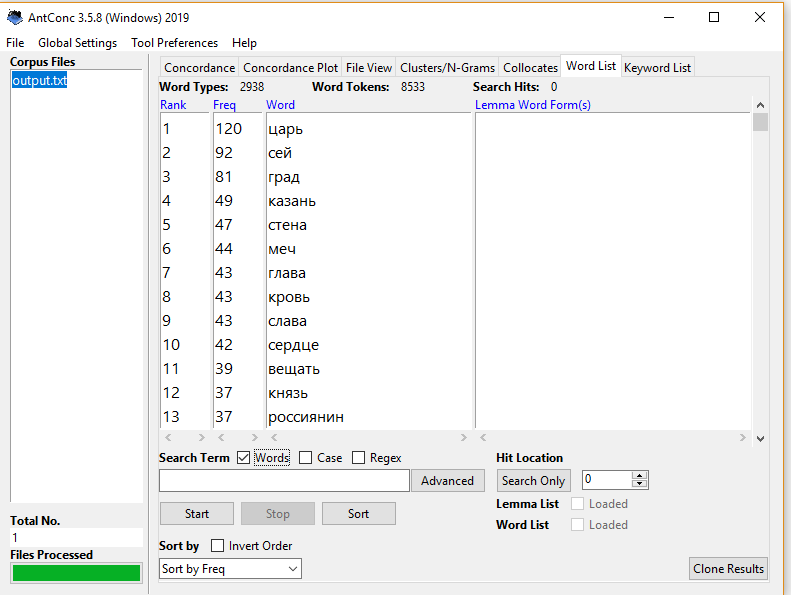 AntConc 3.5.8 (Windows) 2019
File Global Settings Tool Preferences Help
Corpus Files
output.txt
Concordance Concordance Plot File View Clusters/N-Grams Collocates Word List Keyword List
Word Types: 2938 Word Tokens: 8533 Search Hits: 0
Rank Freq Word Lemma Word Form(s)
1 120 царь
2 92 сей
3 81 град
4 49 казань
5 47 стена
6 44 меч
7 43 глава
8 43 кровь
9 43 слава
10 42 сердце
11 39 вещать
12 37 князь
13 37 россиянин
Search Term Words Case Regex Hit Location
Advanced Search Only 0
Start Stop Sort Lemma List Loaded
Word List Loaded
Total No.
1
Files Processed
Sort by Invert Order
Sort by Freq Clone Results